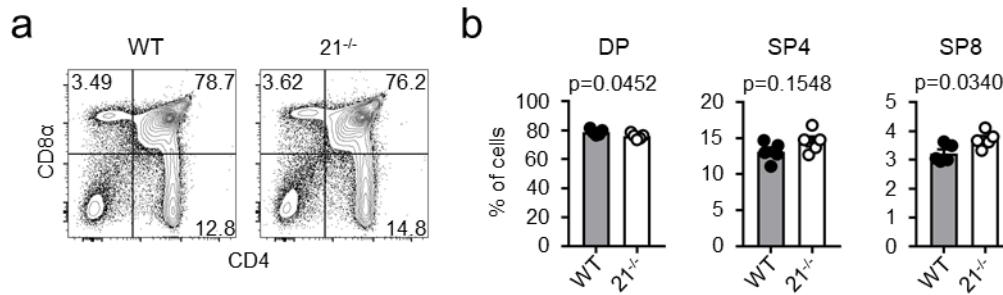 a
WT
21-/-
3.49
78.7
3.62
76.2
12.8
14.8
CD8α
CD4
b
DP
SP4
SP8
p=0.0452
p=0.1548
p=0.0340
% of cells
100
80
60
40
20
0
WT
21-/-
20
15
10
5
0
WT
21-/-
5
4
3
2
1
0
WT
21-/-